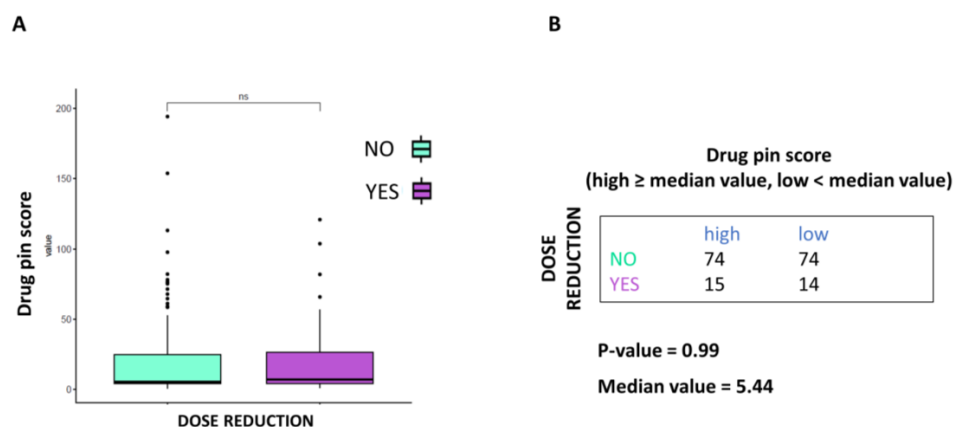 A
B
ns
200
150
100
50
0
Drug pin score
value
NO
YES
DOSE REDUCTION
Drug pin score
(high ≥ median value, low < median value)
DOSE
REDUCTION
high low
NO 74 74
YES 15 14
P-value = 0.99
Median value = 5.44